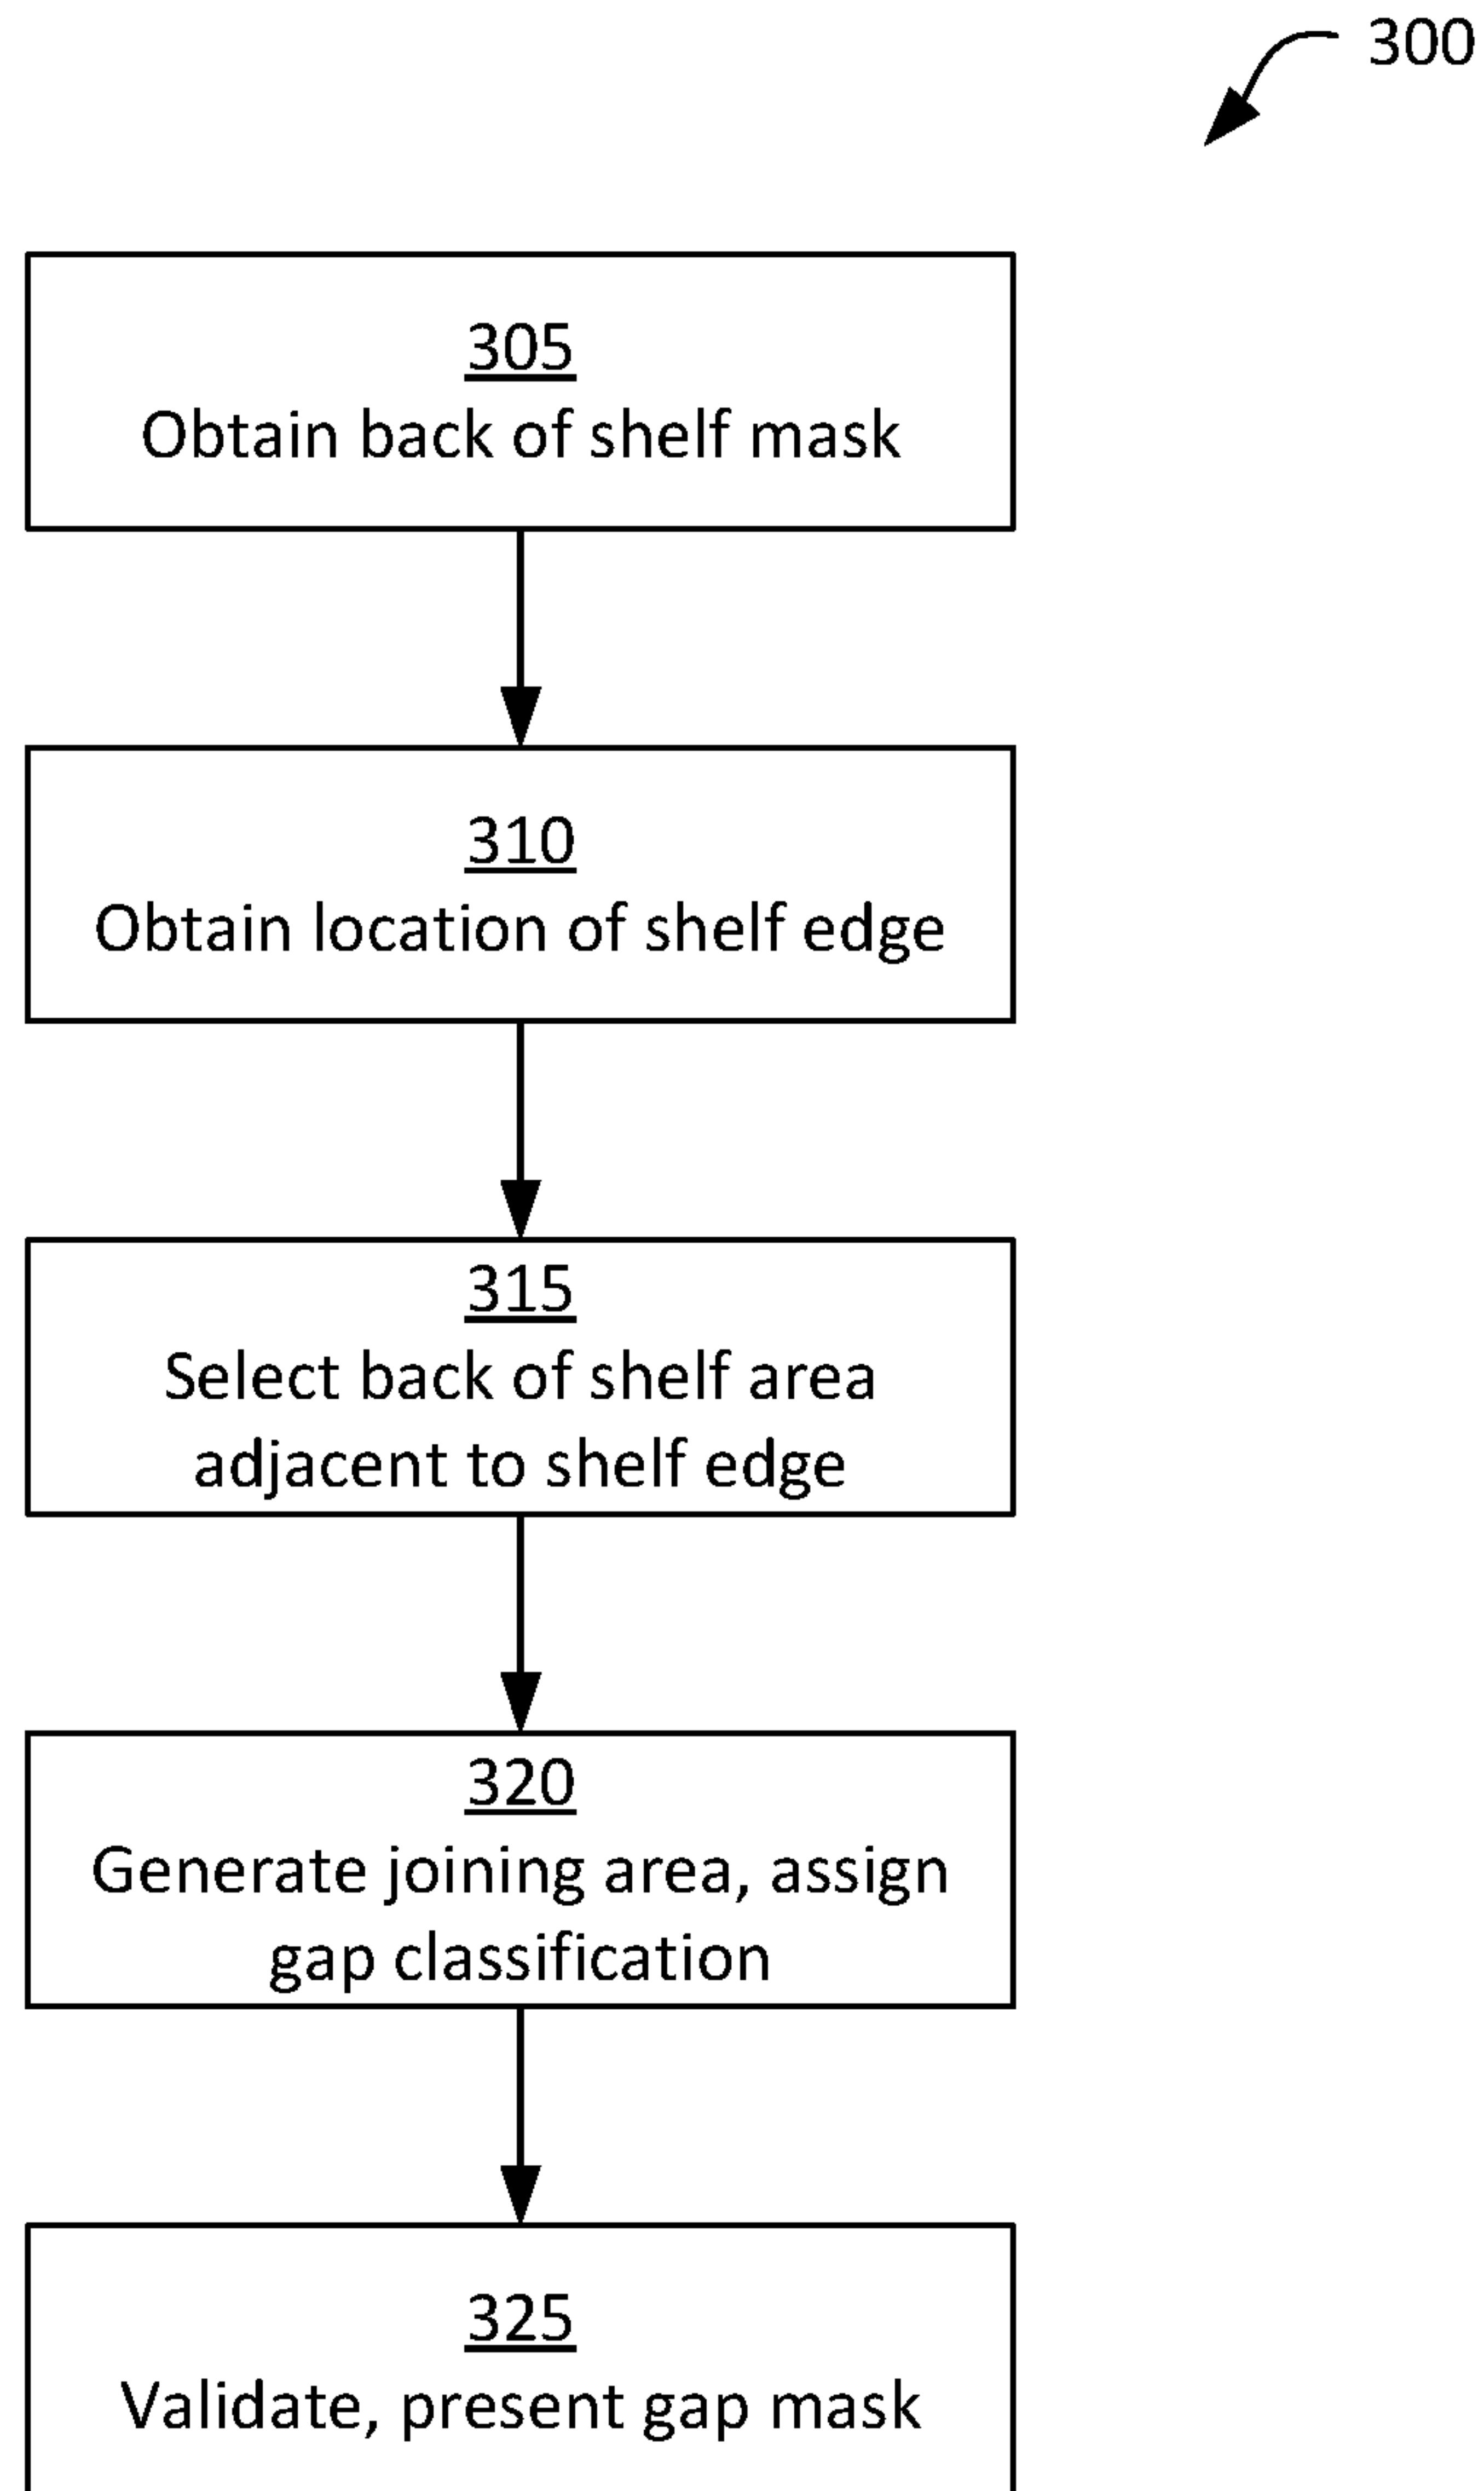 300
305
Obtain back of shelf mask
310
Obtain location of shelf edge
315
Select back of shelf area
adjacent to shelf edge
320
Generate joining area, assign
gap classification
325
Validate, present gap mask